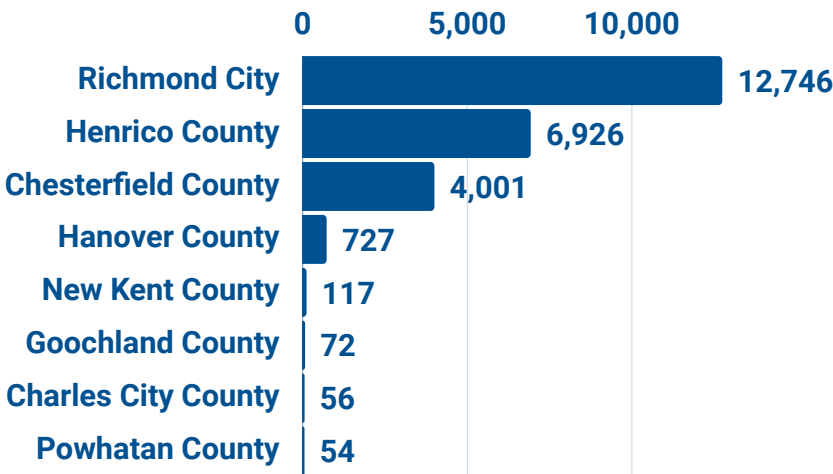 0 5,000 10,000
Richmond City 12,746
Henrico County 6,926
Chesterfield County 4,001
Hanover County 727
New Kent County 117
Goochland County 72
Charles City County 56
Powhatan County 54